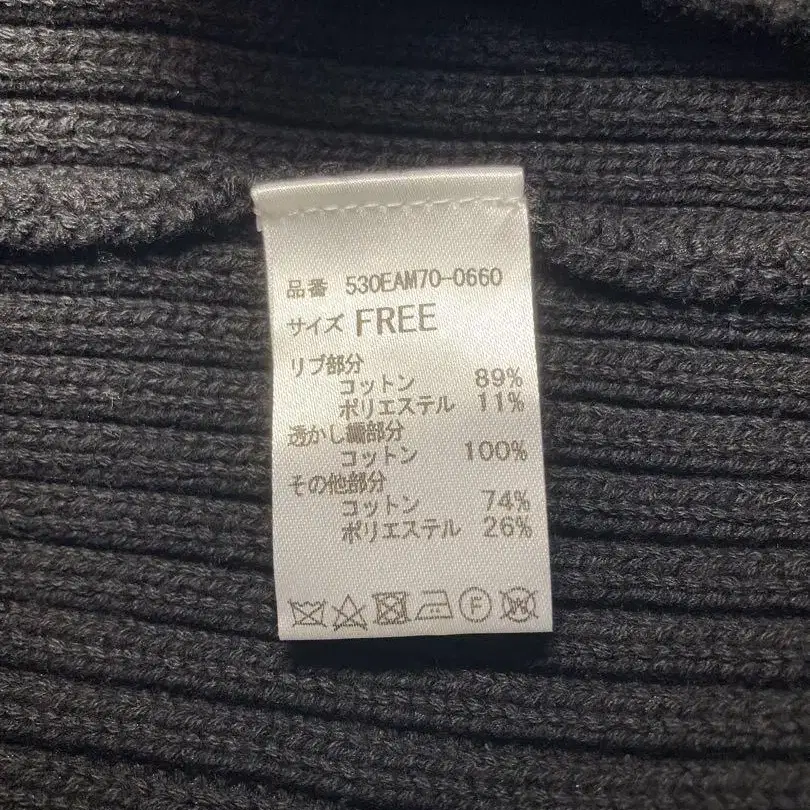 品番 530EAM70-0660
サイズ FREE
リブ部分
コットン 89%
ポリエステル 11%
透かし編部分
コットン 100%
その他部分
コットン 74%
ポリエステル 26%
F
W